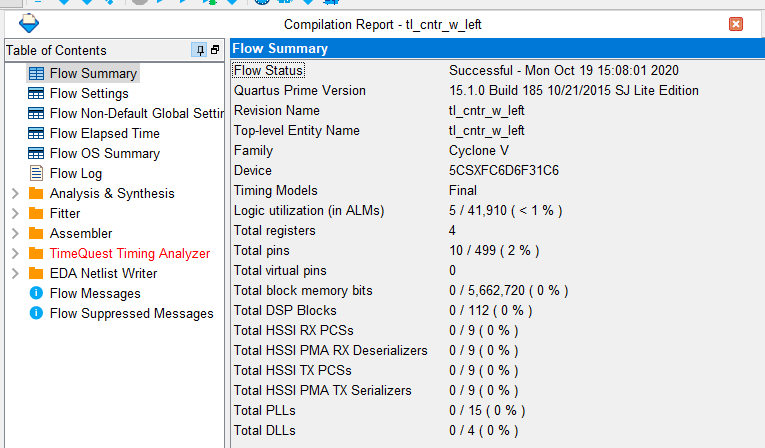 Compilation Report - tl_cntr_w_left
Table of Contents
Flow Summary
Flow Settings
Flow Non-Default Global Settin
Flow Elapsed Time
Flow OS Summary
Flow Log
Analysis & Synthesis
Fitter
Assembler
TimeQuest Timing Analyzer
EDA Netlist Writer
Flow Messages
Flow Suppressed Messages
Flow Summary
Flow Status Successful - Mon Oct 19 15:08:01 2020
Quartus Prime Version 15.1.0 Build 185 10/21/2015 SJ Lite Edition
Revision Name tl_cntr_w_left
Top-level Entity Name tl_cntr_w_left
Family Cyclone V
Device 5CSXFC6D6F31C6
Timing Models Final
Logic utilization (in ALMs) 5 / 41,910 ( < 1 % )
Total registers 4
Total pins 10 / 499 ( 2 % )
Total virtual pins 0
Total block memory bits 0 / 5,662,720 ( 0 % )
Total DSP Blocks 0 / 112 ( 0 % )
Total HSSI RX PCSs 0 / 9 ( 0 % )
Total HSSI PMA RX Deserializers 0 / 9 ( 0 % )
Total HSSI TX PCSs 0 / 9 ( 0 % )
Total HSSI PMA TX Serializers 0 / 9 ( 0 % )
Total PLLs 0 / 15 ( 0 % )
Total DLLs 0 / 4 ( 0 % )